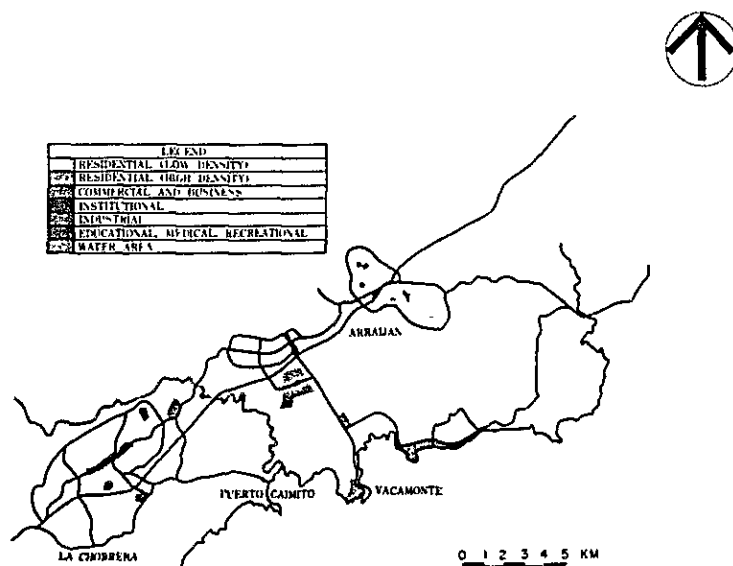 LEGEND
RESIDENTIAL (LOW DENSITY)
RESIDENTIAL (HIGH DENSITY)
COMMERCIAL AND BUSINESS
INSTITUTIONAL
INDUSTRIAL
EDUCATIONAL, MEDICAL, RECREATIONAL
WATER AREA
ARRAIJAN
PUERTO CAIMITO
VACAMONTE
LA CHORRERA
0 1 2 3 4 5 KM